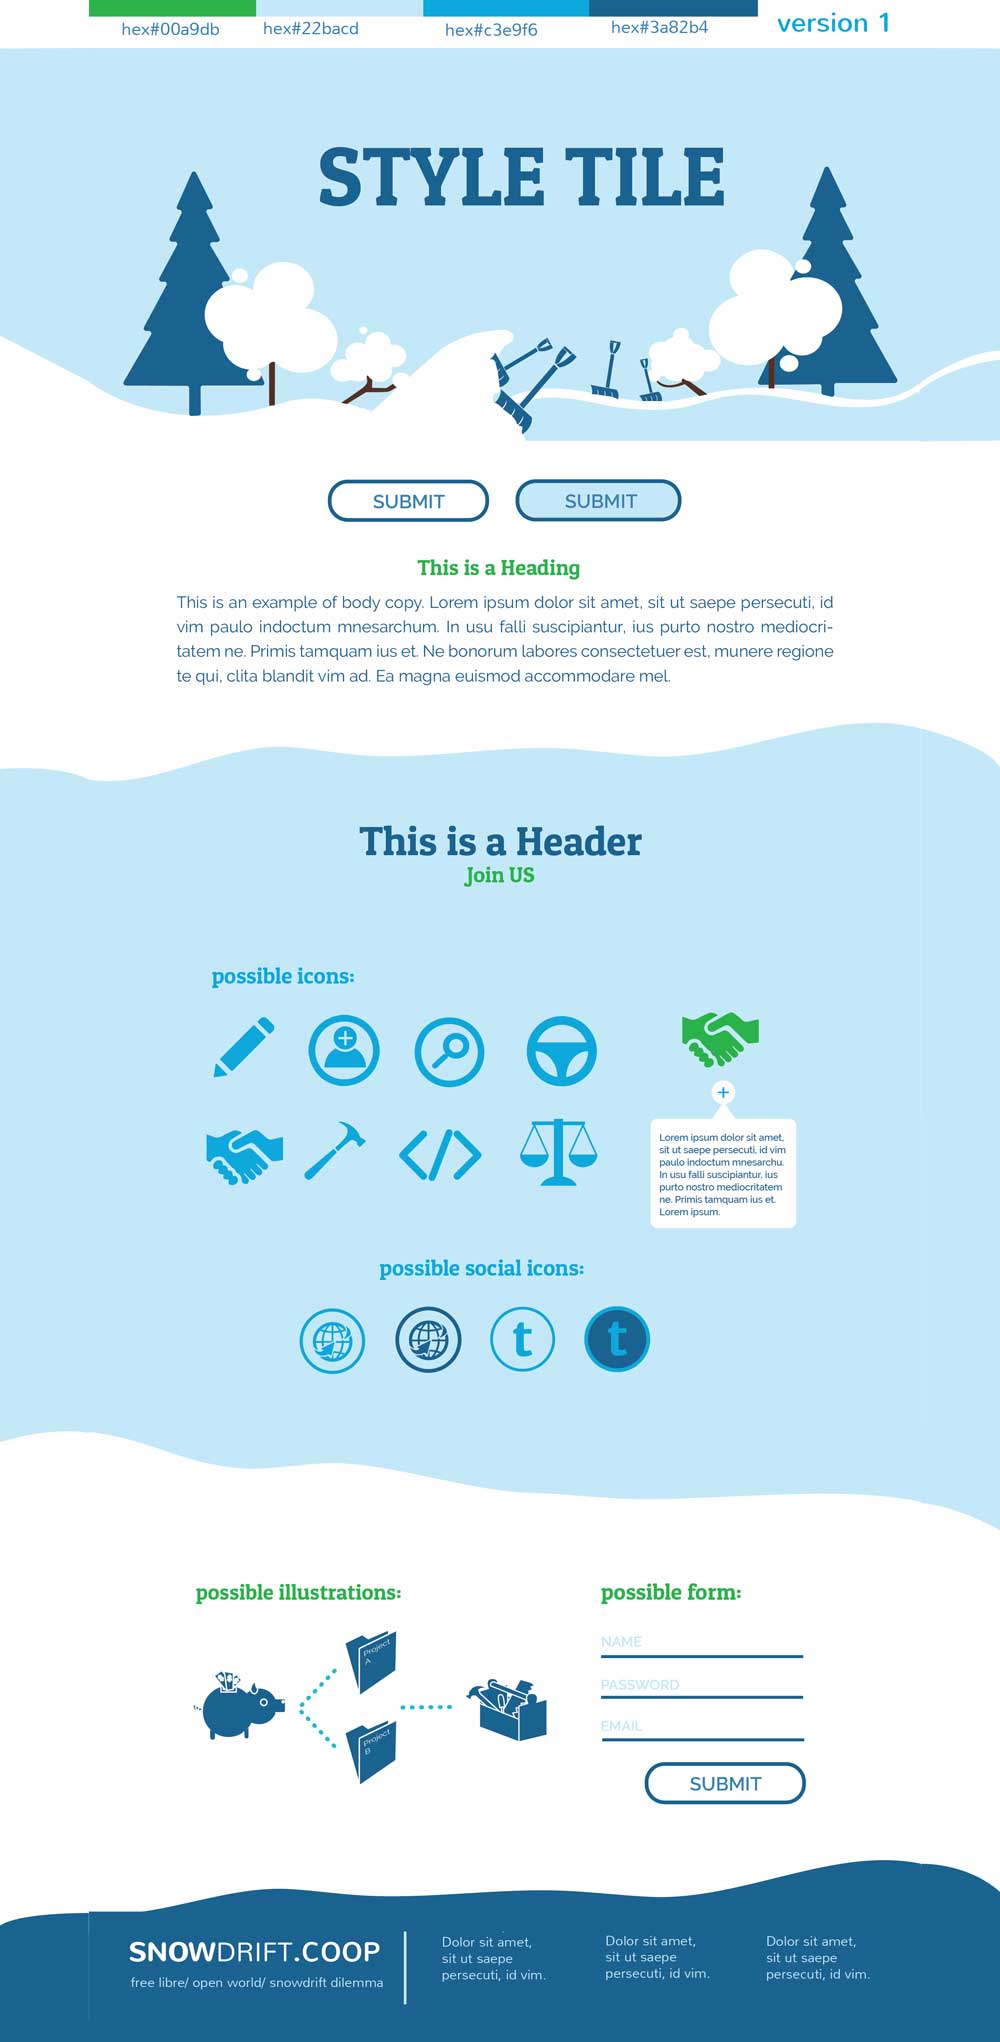 hex#00a9db hex#22bacd hex#c3e9f6 hex#3a82b4 version 1
STYLE TILE
SUBMIT SUBMIT
This is a Heading
This is an example of body copy. Lorem ipsum dolor sit amet, sit ut saepe persecuti, id
vim paulo indoctum mnesarchum. In usu falli suscipiantur, ius purto nostro mediocri-
tatem ne. Primis tamquam ius et. Ne bonorum labores consectetuer est, munere regione
te qui, clita blandit vim ad. Ea magna euismod accommodare mel.
This is a Header
Join US
possible icons:
Lorem ipsum dolor sit amet,
sit ut saepe persecuti, id vim
paulo indoctum mnesarchu.
In usu falli suscipiantur, ius
purto nostro mediocritatem
ne. Primis tamquam ius et.
Lorem ipsum.
possible social icons:
t t
possible illustrations:
Project
A
Project
B
possible form:
NAME
PASSWORD
EMAIL
SUBMIT
SNOWDRIFT.COOP
free libre/ open world/ snowdrift dilemma
Dolor sit amet,
sit ut saepe
persecuti, id vim.
Dolor sit amet,
sit ut saepe
persecuti, id vim.
Dolor sit amet,
sit ut saepe
persecuti, id vim.